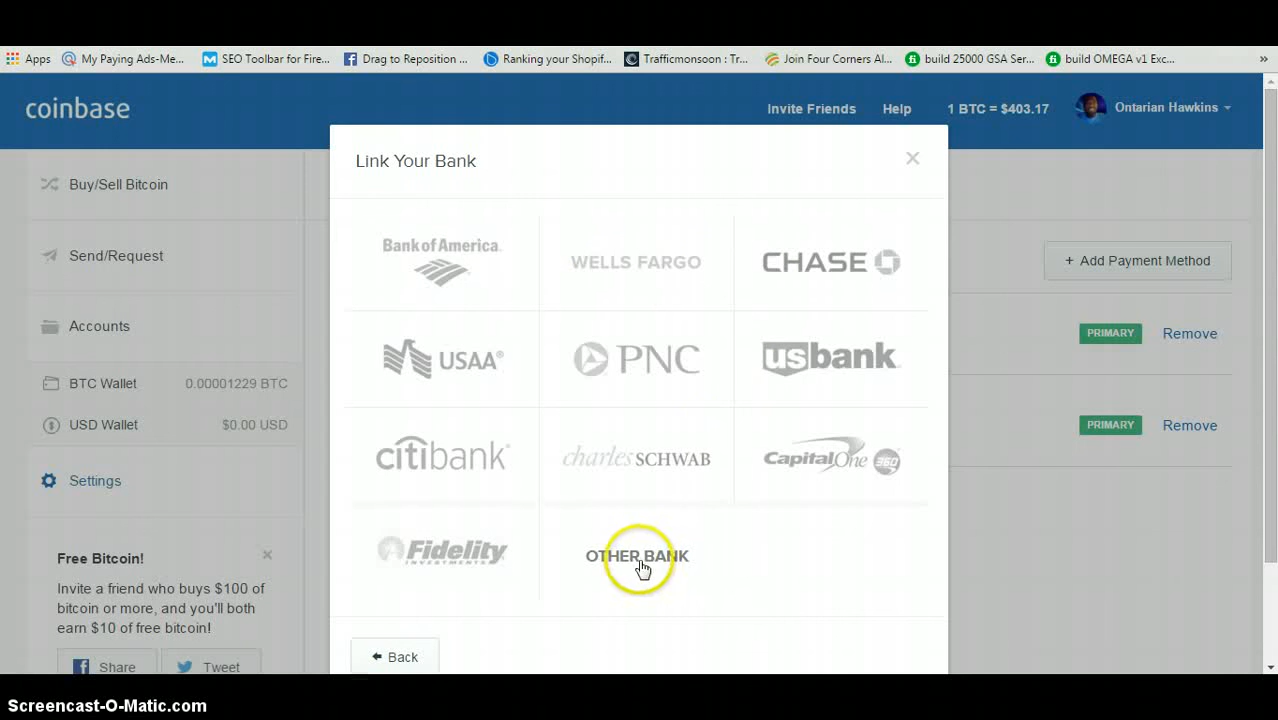 Apps My Paying Ads-Me... SEO Toolbar for Fire... Drag to Reposition ... Ranking your Shopif... Trafficmonsoon : Tr... Join Four Corners Al... build 25000 GSA Ser... build OMEGA v1 Exc... »
coinbase Invite Friends Help 1 BTC = $403.17 Ontarian Hawkins
Buy/Sell Bitcoin
Send/Request
Accounts
BTC Wallet 0.00001229 BTC
USD Wallet $0.00 USD
Settings
Free Bitcoin!
Invite a friend who buys $100 of
bitcoin or more, and you'll both
earn $10 of free bitcoin!
Share Tweet
Link Your Bank
Bank of America
WELLS FARGO
CHASE
USAA®
PNC
usbank
citibank®
charles SCHWAB
Capital One 360
Fidelity
INVESTMENTS
OTHER BANK
Back
+ Add Payment Method
PRIMARY Remove
PRIMARY Remove
Screencast-O-Matic.com